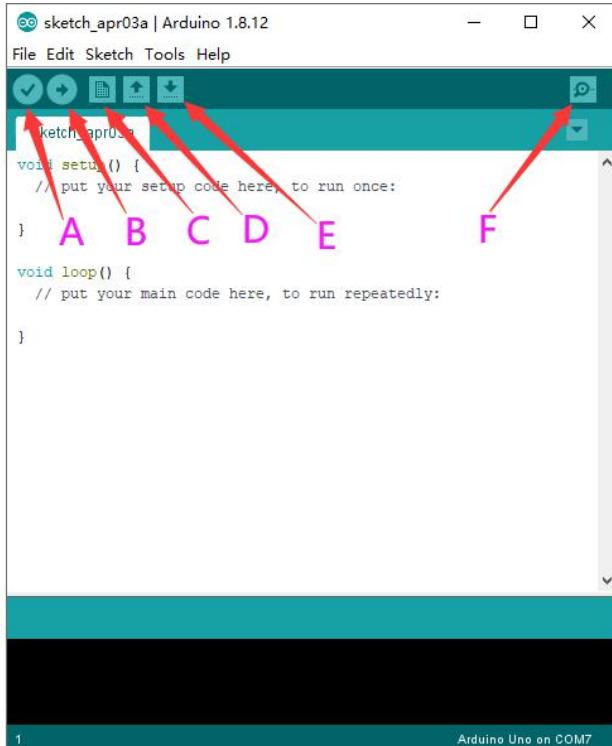 sketch_apr03a | Arduino 1.8.12
File Edit Sketch Tools Help
sketch_apr03a
void setup() {
// put your setup code here, to run once:
A B C D E F
}
void loop() {
// put your main code here, to run repeatedly:
}
1 Arduino Uno on COM7